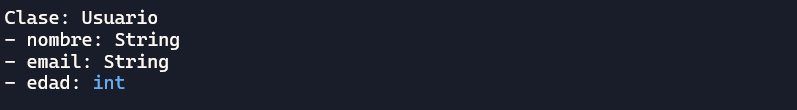 Clase: Usuario
- nombre: String
- email: String
- edad: int